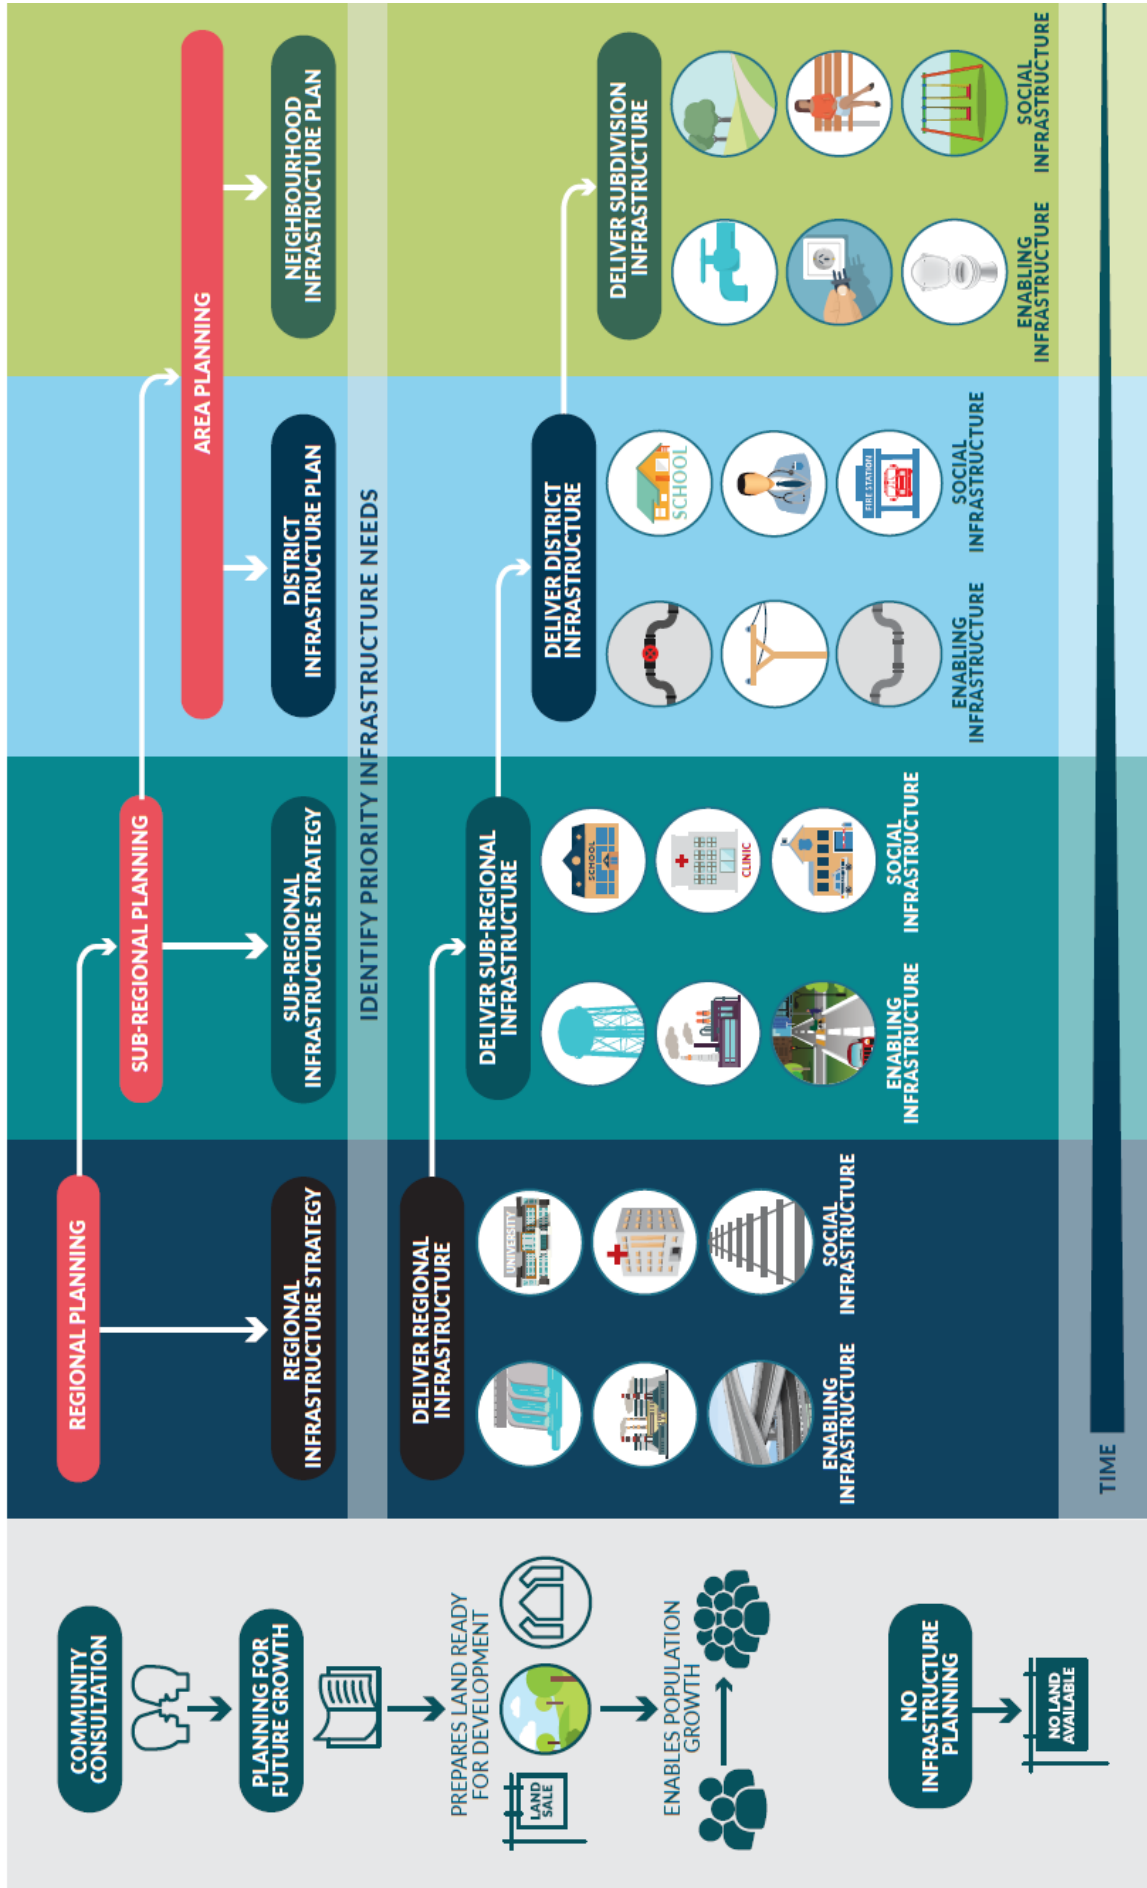 COMMUNITY
CONSULTATION
PLANNING FOR
FUTURE GROWTH
PREPARES LAND READY
FOR DEVELOPMENT
LAND
SALE
ENABLES POPULATION
GROWTH
NO
INFRASTRUCTURE
PLANNING
NO LAND
AVAILABLE
REGIONAL PLANNING
SUB-REGIONAL PLANNING
AREA PLANNING
REGIONAL
INFRASTRUCTURE STRATEGY
SUB-REGIONAL
INFRASTRUCTURE STRATEGY
DISTRICT
INFRASTRUCTURE PLAN
NEIGHBOURHOOD
INFRASTRUCTURE PLAN
IDENTIFY PRIORITY INFRASTRUCTURE NEEDS
DELIVER REGIONAL
INFRASTRUCTURE
UNIVERSITY
ENABLING
INFRASTRUCTURE
SOCIAL
INFRASTRUCTURE
DELIVER SUB-REGIONAL
INFRASTRUCTURE
SCHOOL
CLINIC
ENABLING
INFRASTRUCTURE
SOCIAL
INFRASTRUCTURE
DELIVER DISTRICT
INFRASTRUCTURE
SCHOOL
FIRE STATION
ENABLING
INFRASTRUCTURE
SOCIAL
INFRASTRUCTURE
DELIVER SUBDIVISION
INFRASTRUCTURE
ENABLING
INFRASTRUCTURE
SOCIAL
INFRASTRUCTURE
TIME